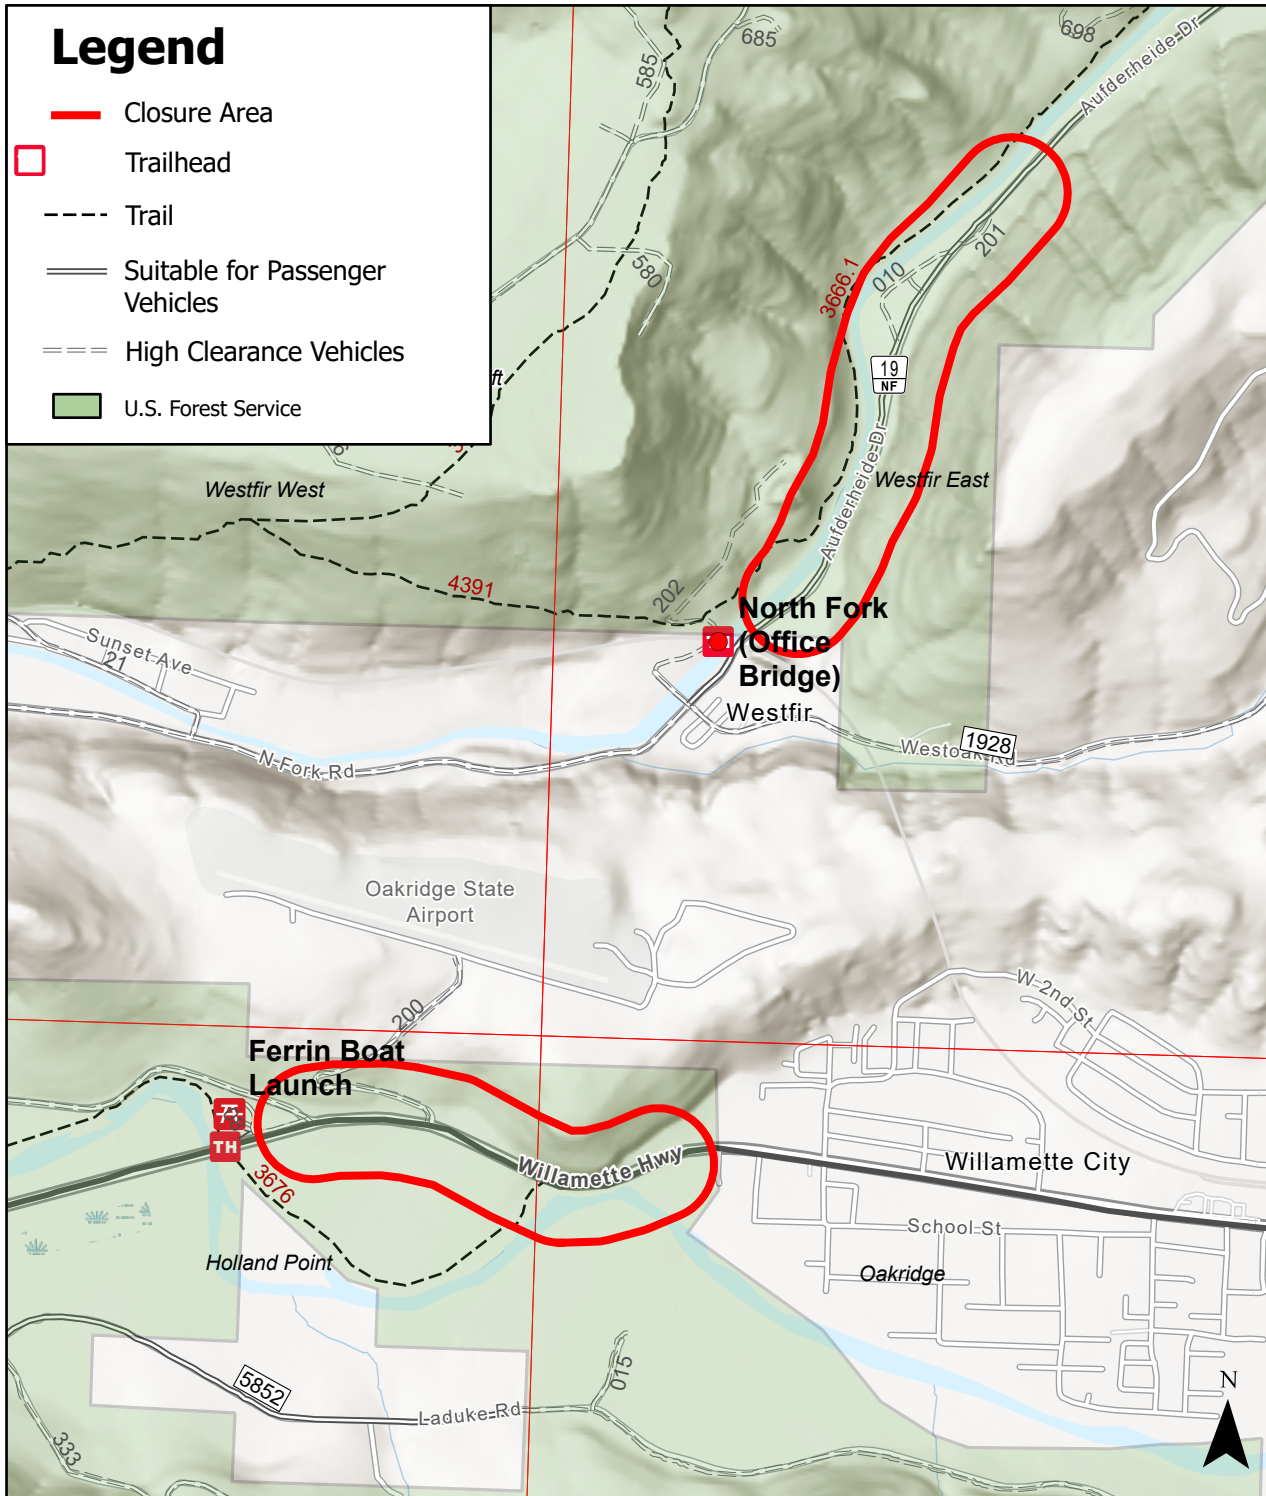 Legend
Closure Area
Trailhead
Trail
Suitable for Passenger
Vehicles
High Clearance Vehicles
U.S. Forest Service
585
685
698
Aufderheide Dr
580
201
010
3666.1
19
NF
ft
Westfir West
Aufderheide Dr
Westfir East
4391
202
North Fork
(Office
Bridge)
Westfir
Sunset Ave
21
N Fork Rd
Westoak Rd
1928
Oakridge State
Airport
W 2nd St
200
Ferrin Boat
Launch
TH
3676
Willamette Hwy
Willamette City
School St
Holland Point
Oakridge
5852
Laduke Rd
015
333
N